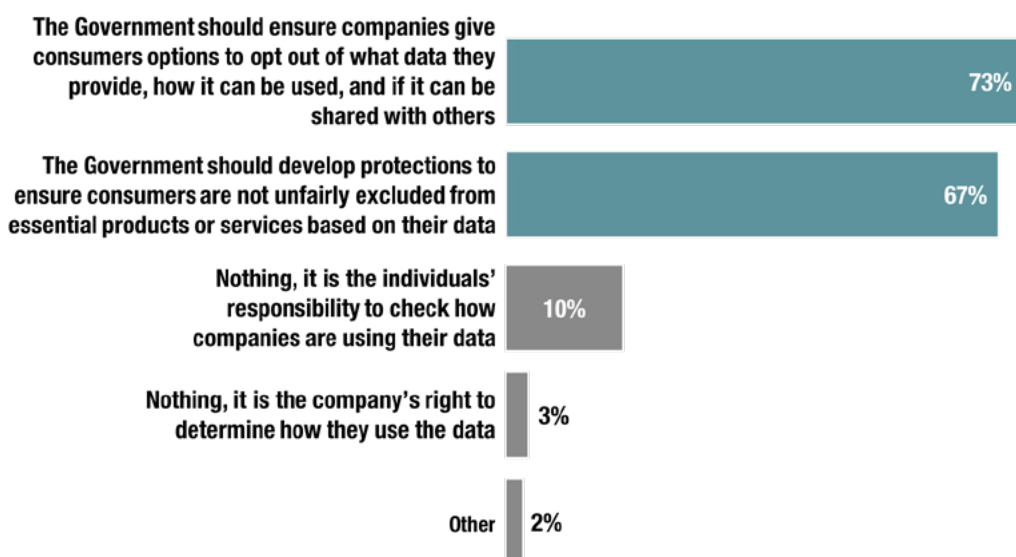 The Government should ensure companies give
consumers options to opt out of what data they
provide, how it can be used, and if it can be
shared with others
73%
The Government should develop protections to
ensure consumers are not unfairly excluded from
essential products or services based on their data
67%
Nothing, it is the individuals’
responsibility to check how
companies are using their data
10%
Nothing, it is the company’s right to
determine how they use the data
3%
Other
2%